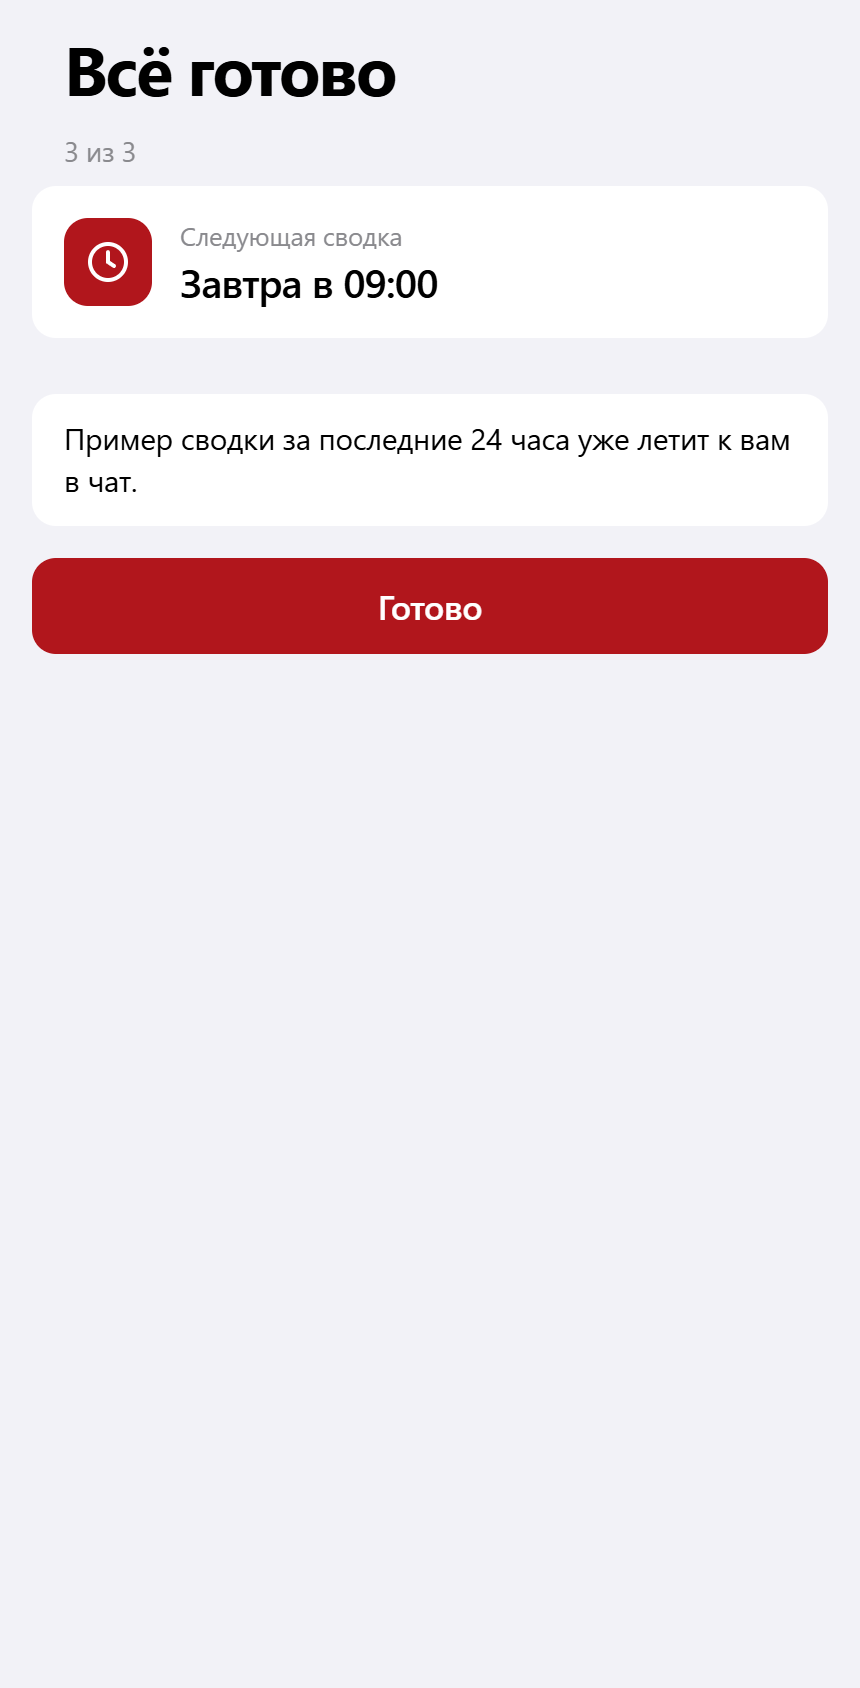 Всё готово
3 из 3
Следующая сводка
Завтра в 09:00
Пример сводки за последние 24 часа уже летит к вам
в чат.
Готово